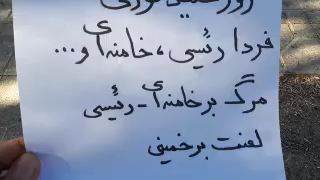 فردا رئیسی، خامنه‌ای و...
مرگ بر خامنه‌ای - رئیسی
لعنت بر خمینی